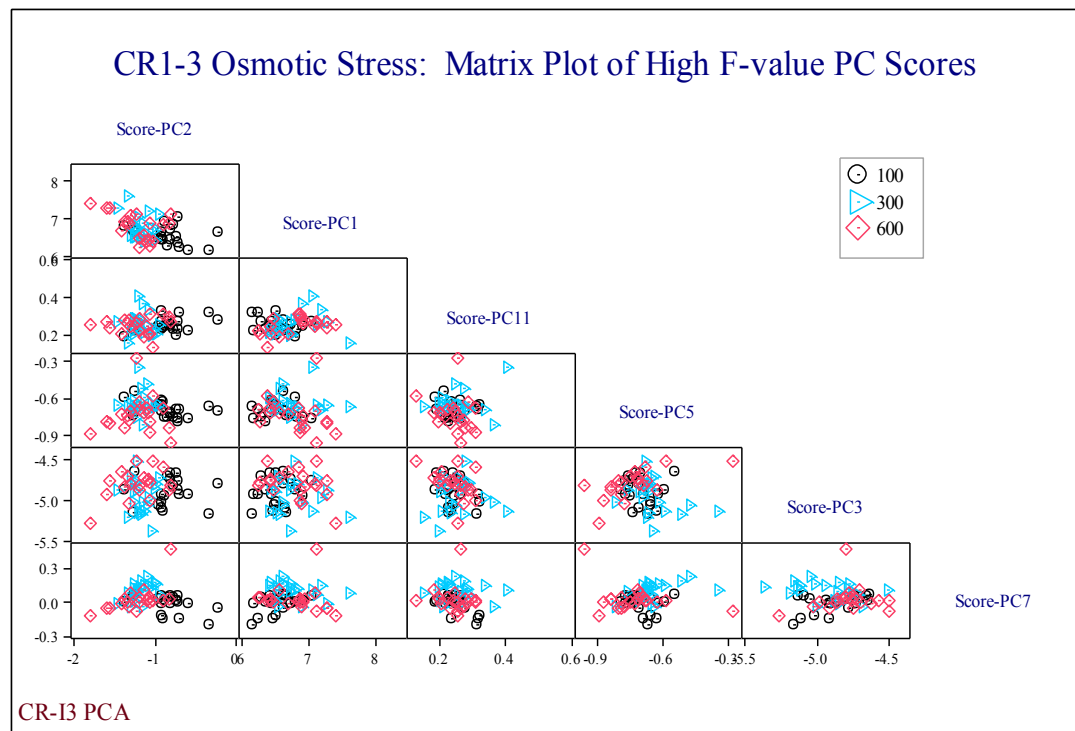 CR1-3 Osmotic Stress:  Matrix Plot of High F-value PC Scores
Score-PC2
100
300
600
8
7
6
Score-PC1
0.6
0.4
0.2
Score-PC11
-0.3
-0.6
-0.9
Score-PC5
-4.5
-5.0
-5.5
Score-PC3
0.3
0.0
-0.3
Score-PC7
-2 -1 0 6 7 8 0.2 0.4 0.6 -0.9 -0.6 -0.3 -5.5 -5.0 -4.5
CR-I3 PCA